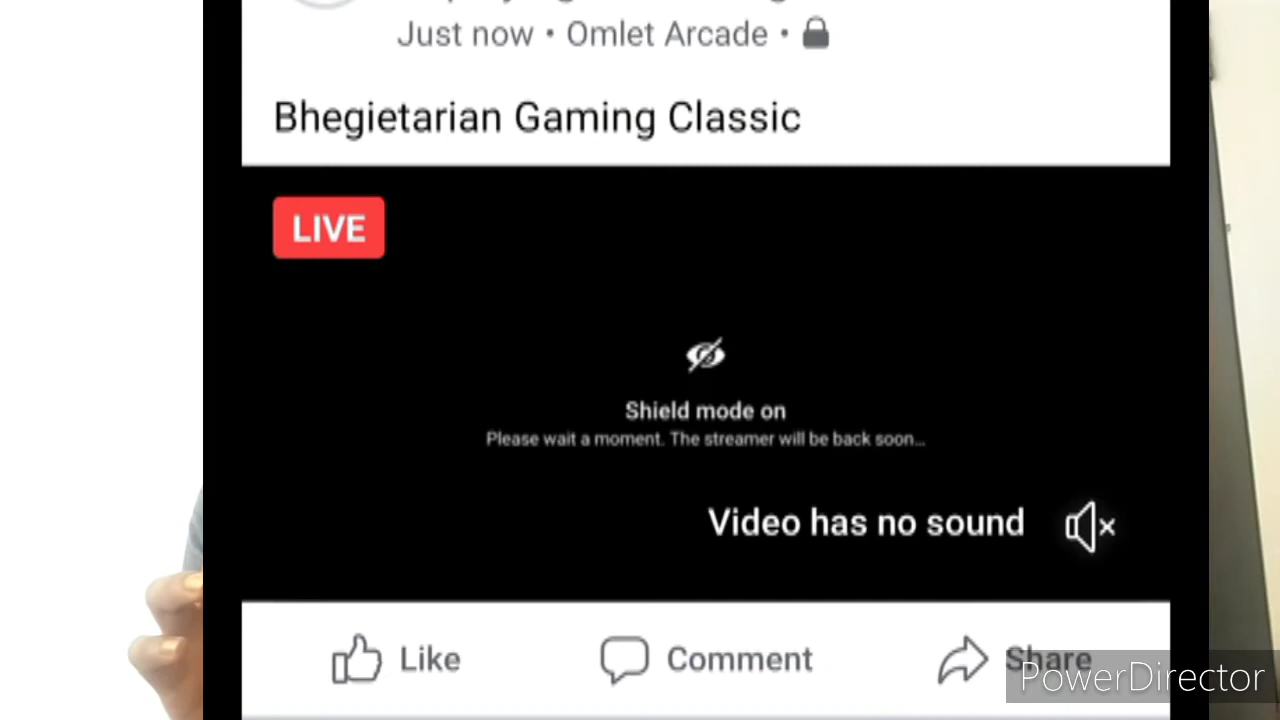 Just now • Omlet Arcade •
Bhegietarian Gaming Classic
LIVE
Shield mode on
Please wait a moment. The streamer will be back soon...
Video has no sound
Like
Comment
Share
PowerDirector